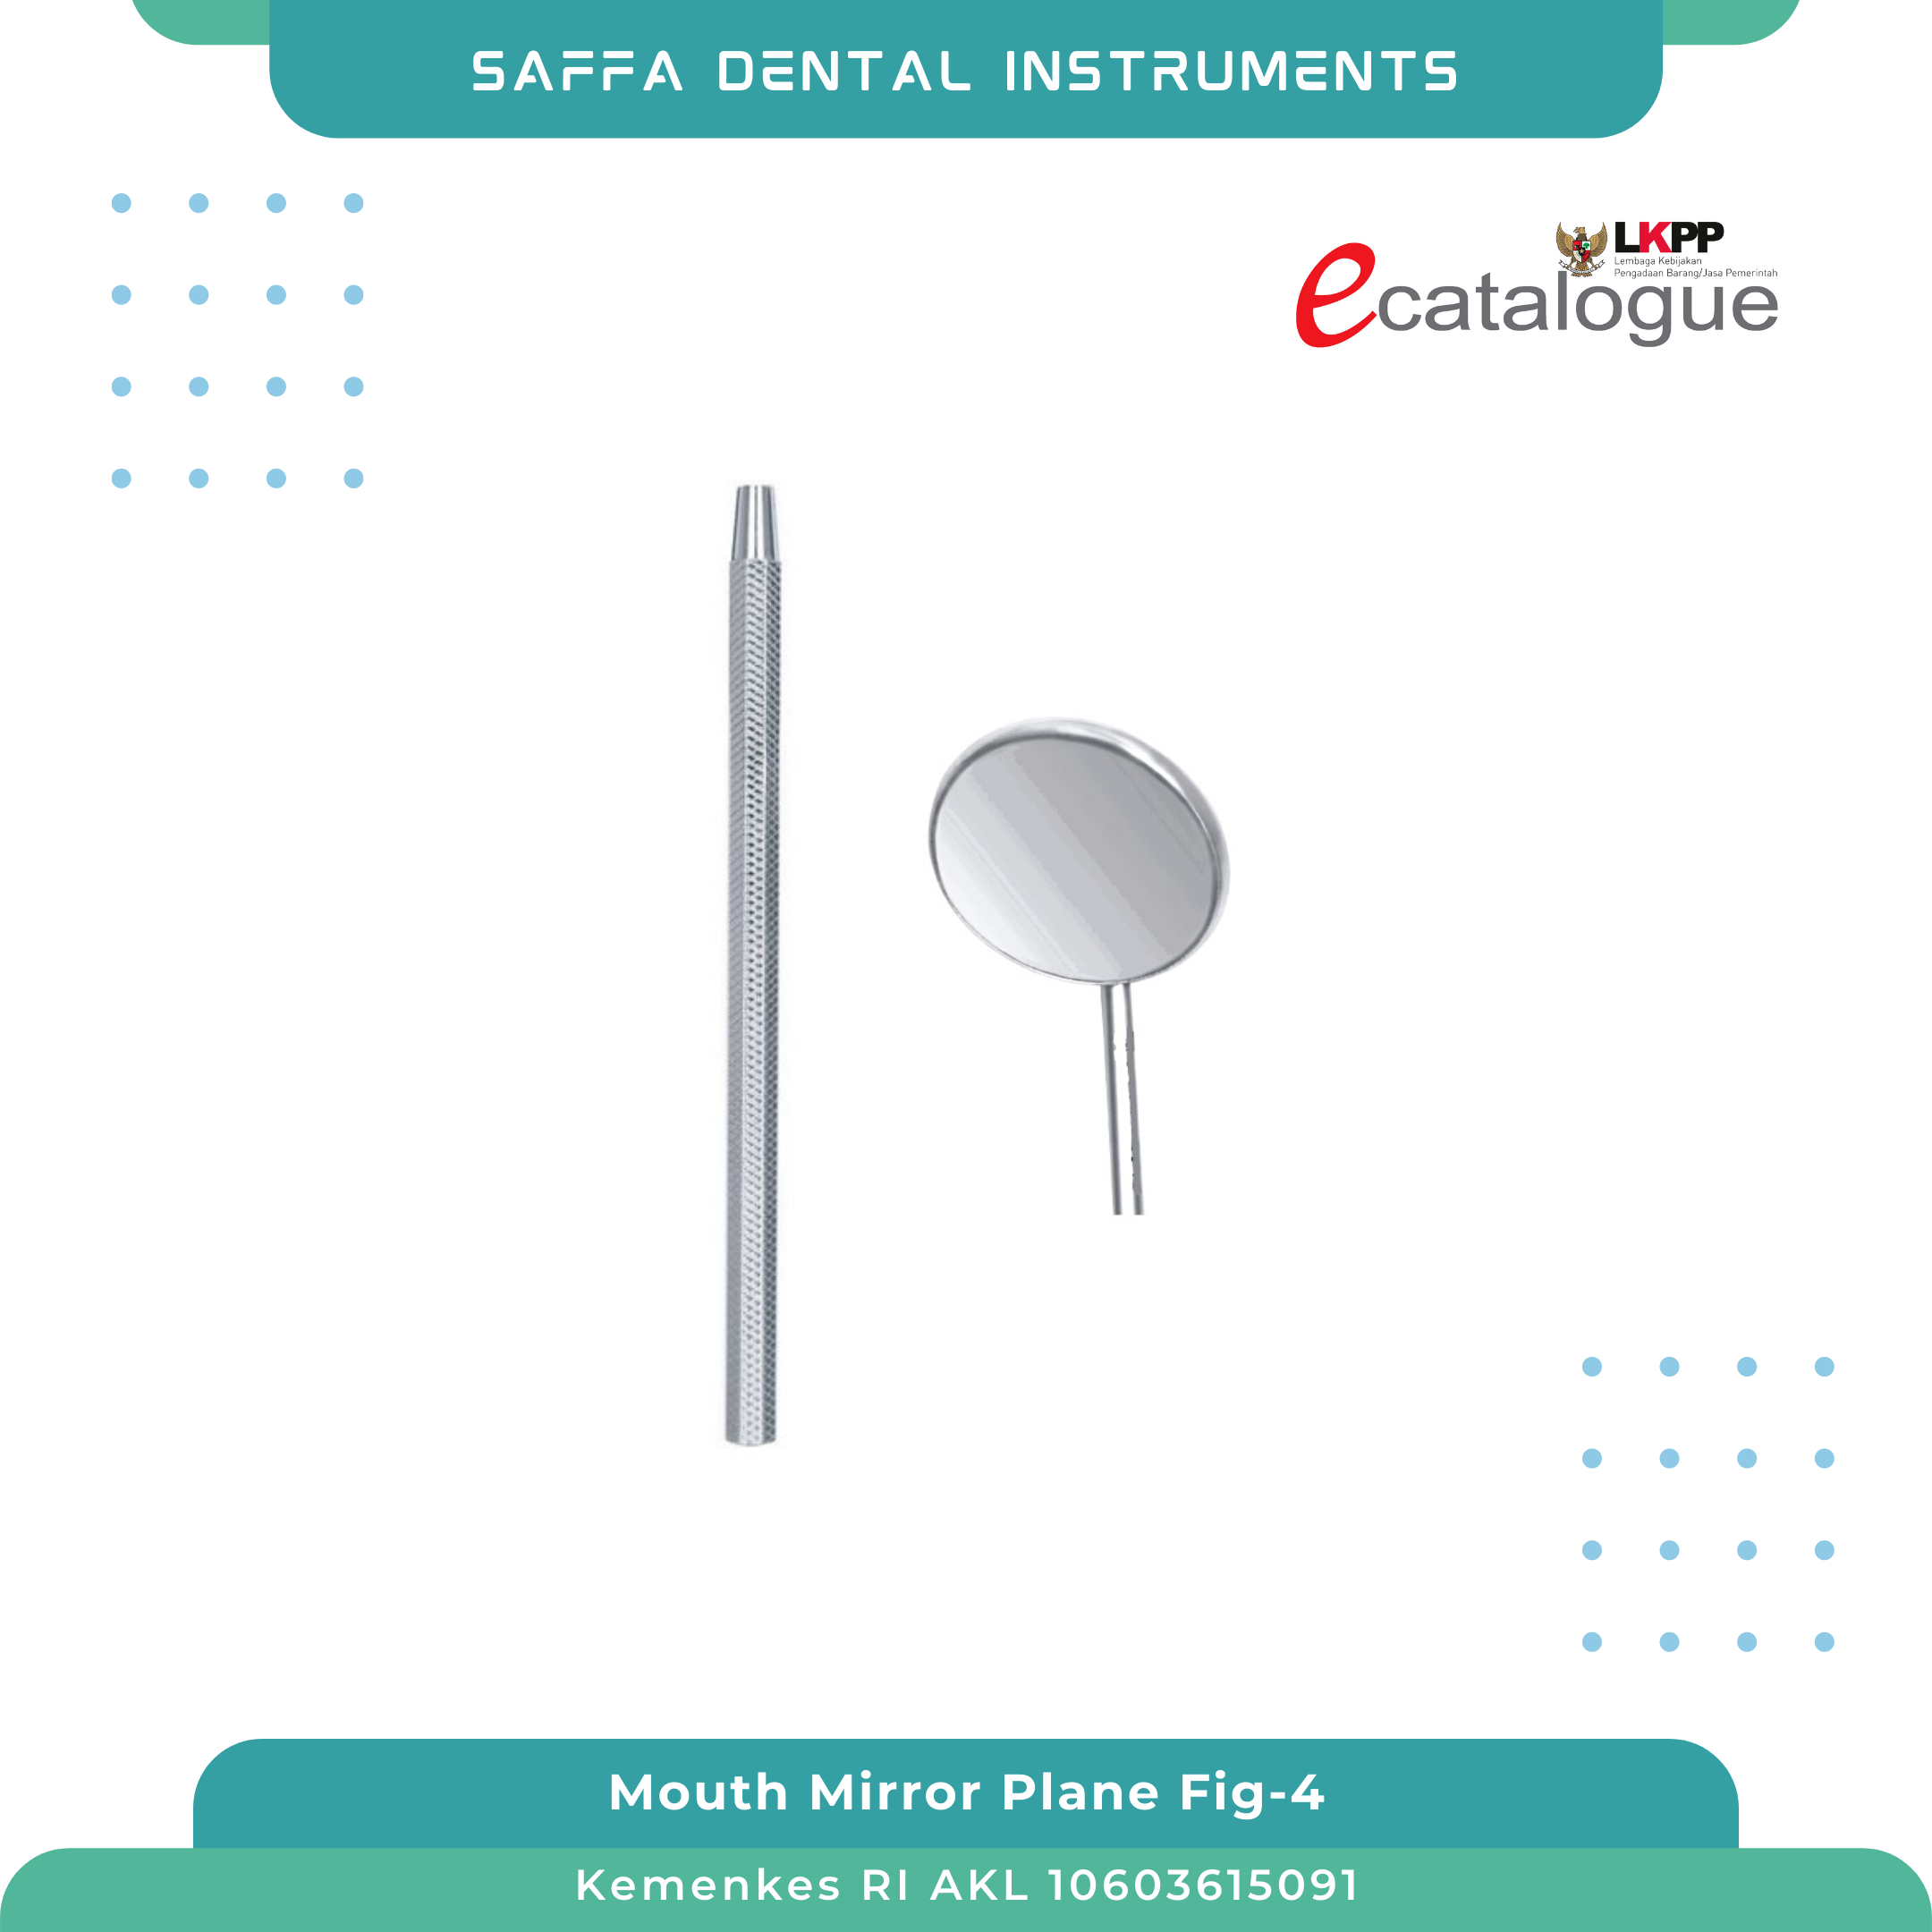 SAFFA DENTAL INSTRUMENTS
LKPP
Lembaga Kebijakan
Pengadaan Barang/Jasa Pemerintah
ecatalogue
Mouth Mirror Plane Fig-4
Kemenkes RI AKL 10603615091